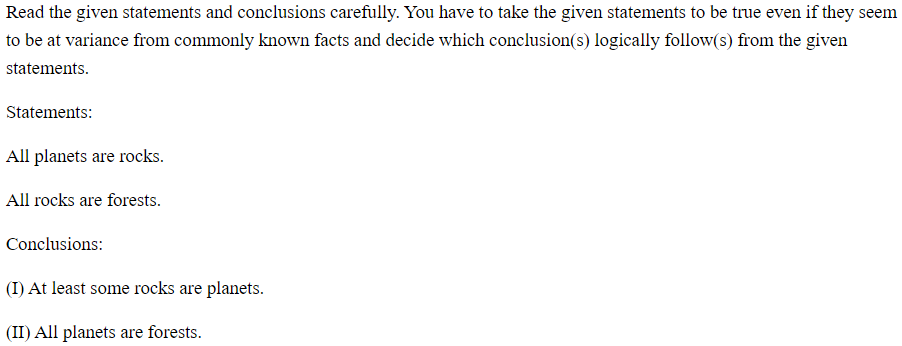 Read the given statements and conclusions carefully. You have to take the given statements to be true even if they seem
to be at variance from commonly known facts and decide which conclusion(s) logically follow(s) from the given
statements.
Statements:
All planets are rocks.
All rocks are forests.
Conclusions:
(I) At least some rocks are planets.
(II) All planets are forests.